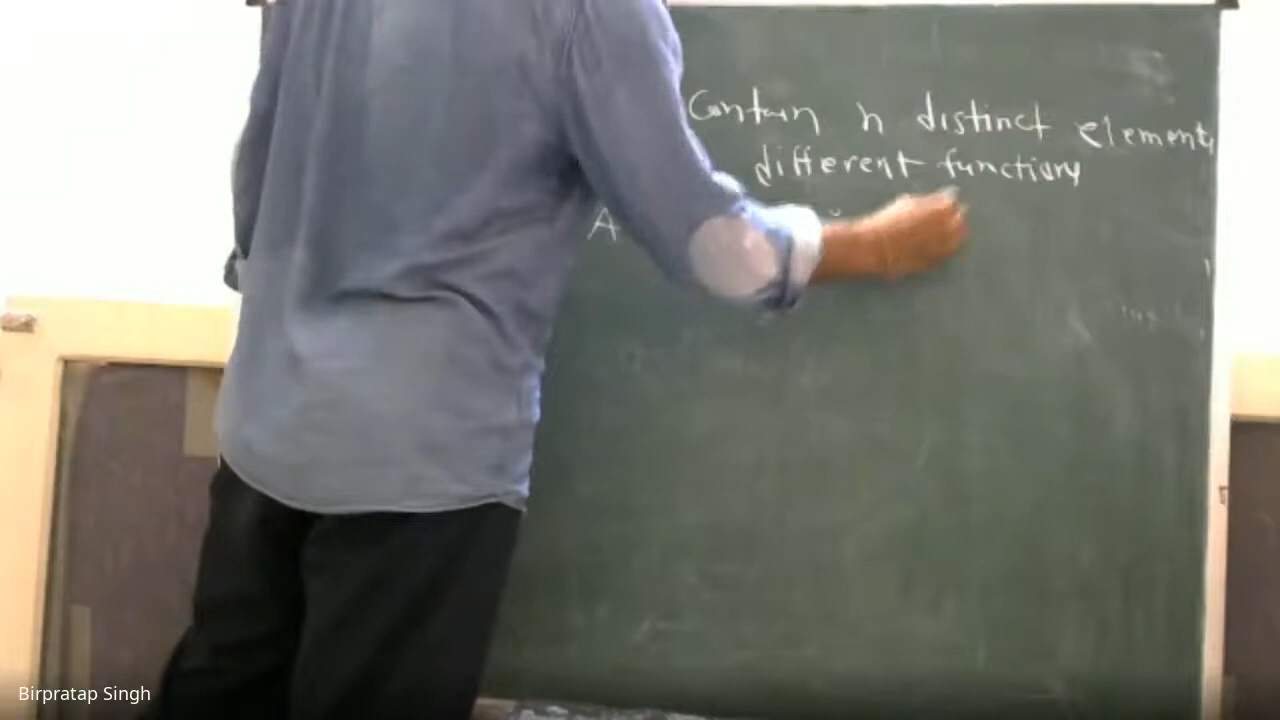 Contain n distinct elements
different functions
A
Birpratap Singh